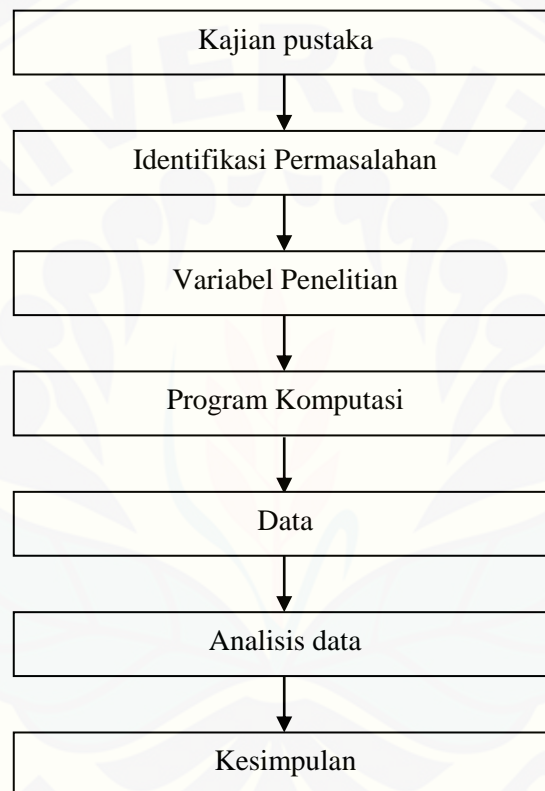 Kajian pustaka
Identifikasi Permasalahan
Variabel Penelitian
Program Komputasi
Data
Analisis data
Kesimpulan